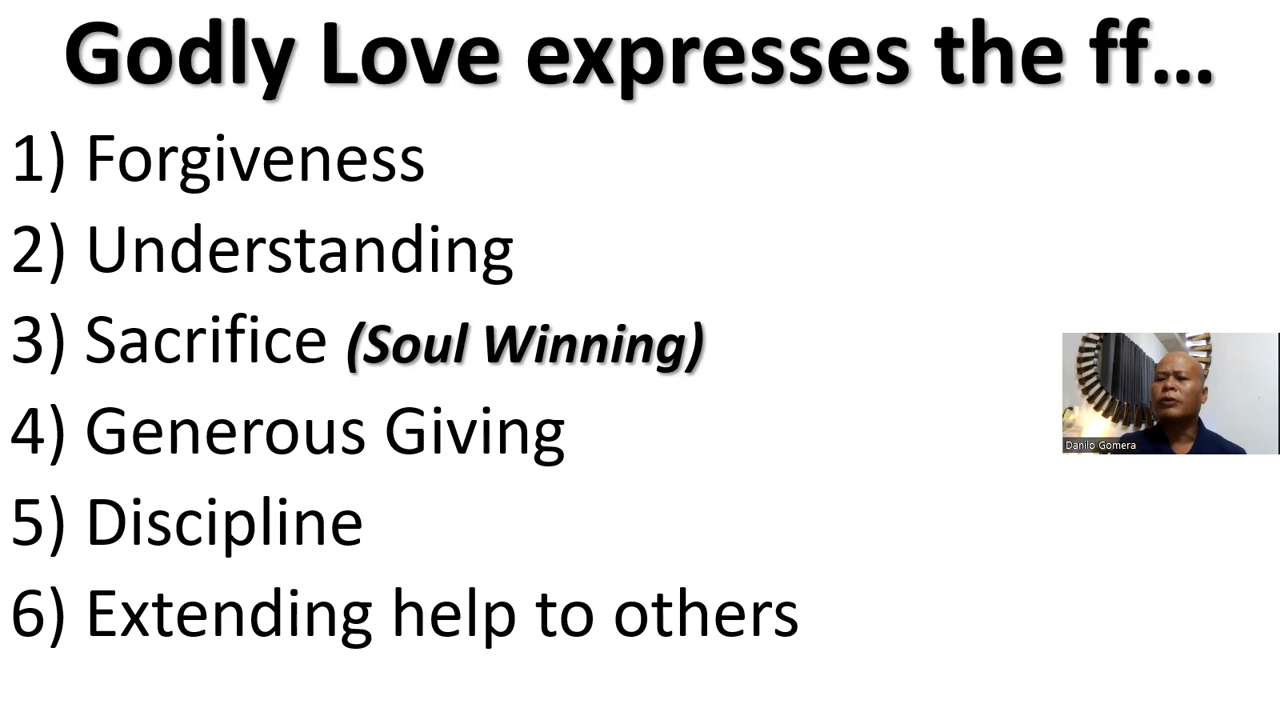 Godly Love expresses the ff...
1) Forgiveness
2) Understanding
3) Sacrifice (Soul Winning)
4) Generous Giving
5) Discipline
6) Extending help to others
Danilo Gomera